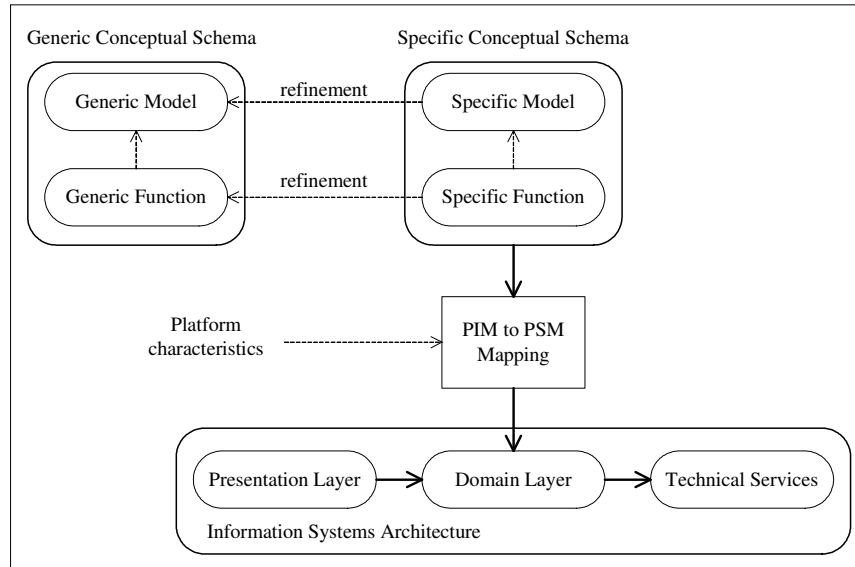 Generic Conceptual Schema
Specific Conceptual Schema
Generic Model
refinement
Specific Model
Generic Function
refinement
Specific Function
Platform
characteristics
PIM to PSM
Mapping
Presentation Layer
Domain Layer
Technical Services
Information Systems Architecture